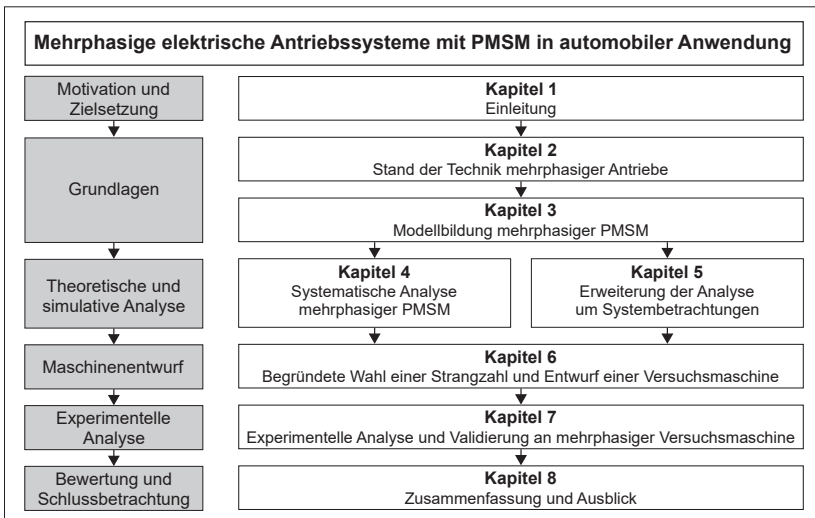 Mehrphasige elektrische Antriebssysteme mit PMSM in automobiler Anwendung
Motivation und
Zielsetzung
Kapitel 1
Einleitung
Grundlagen
Kapitel 2
Stand der Technik mehrphasiger Antriebe
Kapitel 3
Modellbildung mehrphasiger PMSM
Theoretische und
simulative Analyse
Kapitel 4
Systematische Analyse
mehrphasiger PMSM
Kapitel 5
Erweiterung der Analyse
um Systembetrachtungen
Maschinenentwurf
Kapitel 6
Begründete Wahl einer Strangzahl und Entwurf einer Versuchsmaschine
Experimentelle
Analyse
Kapitel 7
Experimentelle Analyse und Validierung an mehrphasiger Versuchsmaschine
Bewertung und
Schlussbetrachtung
Kapitel 8
Zusammenfassung und Ausblick